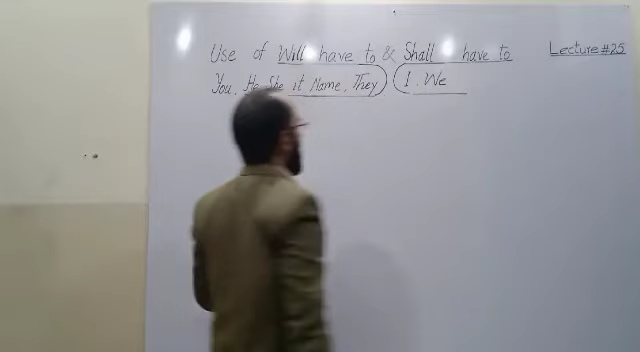 Use of Will have to & Shall have to
Lecture #25
You, He She it Name, They I, We